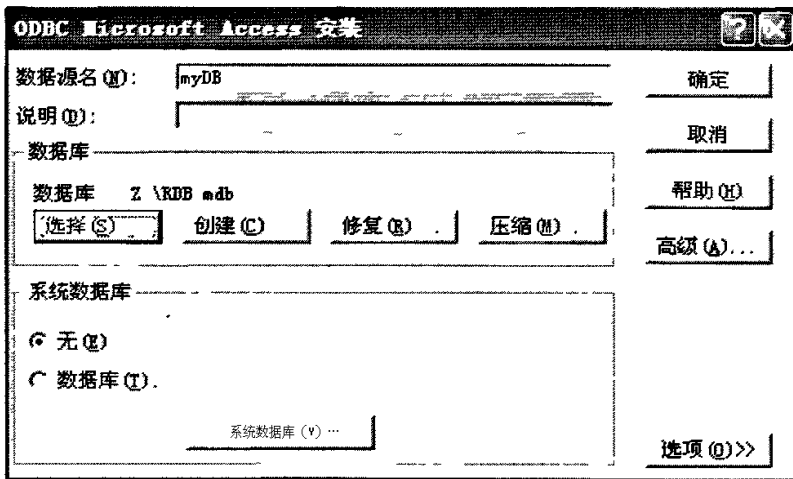 ODBC Microsoft Access 安装
数据源名(N): myDB
确定
说明(D):
取消
数据库
数据库 Z \RDB mdb
帮助(H)
选择(S) 创建(C) 修复(R) . 压缩(M) .
高级(A)...
系统数据库
无(E)
数据库(T).
系统数据库(Y)…
选项(O)>>